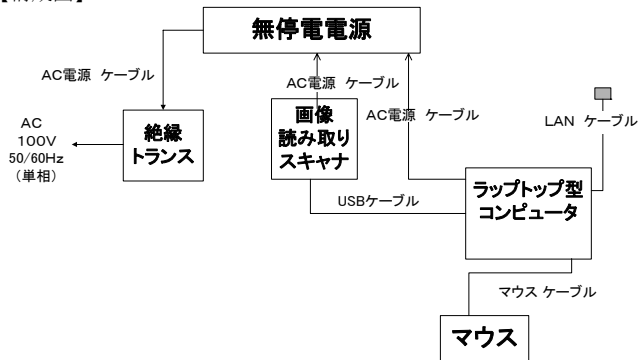 【構成図】
無停電電源
AC電源 ケーブル
AC電源 ケーブル
AC電源 ケーブル
AC
100V
50/60Hz
(単相)
絶縁
トランス
画像
読み取り
スキャナ
LAN ケーブル
ラップトップ型
コンピュータ
USBケーブル
マウス ケーブル
マウス